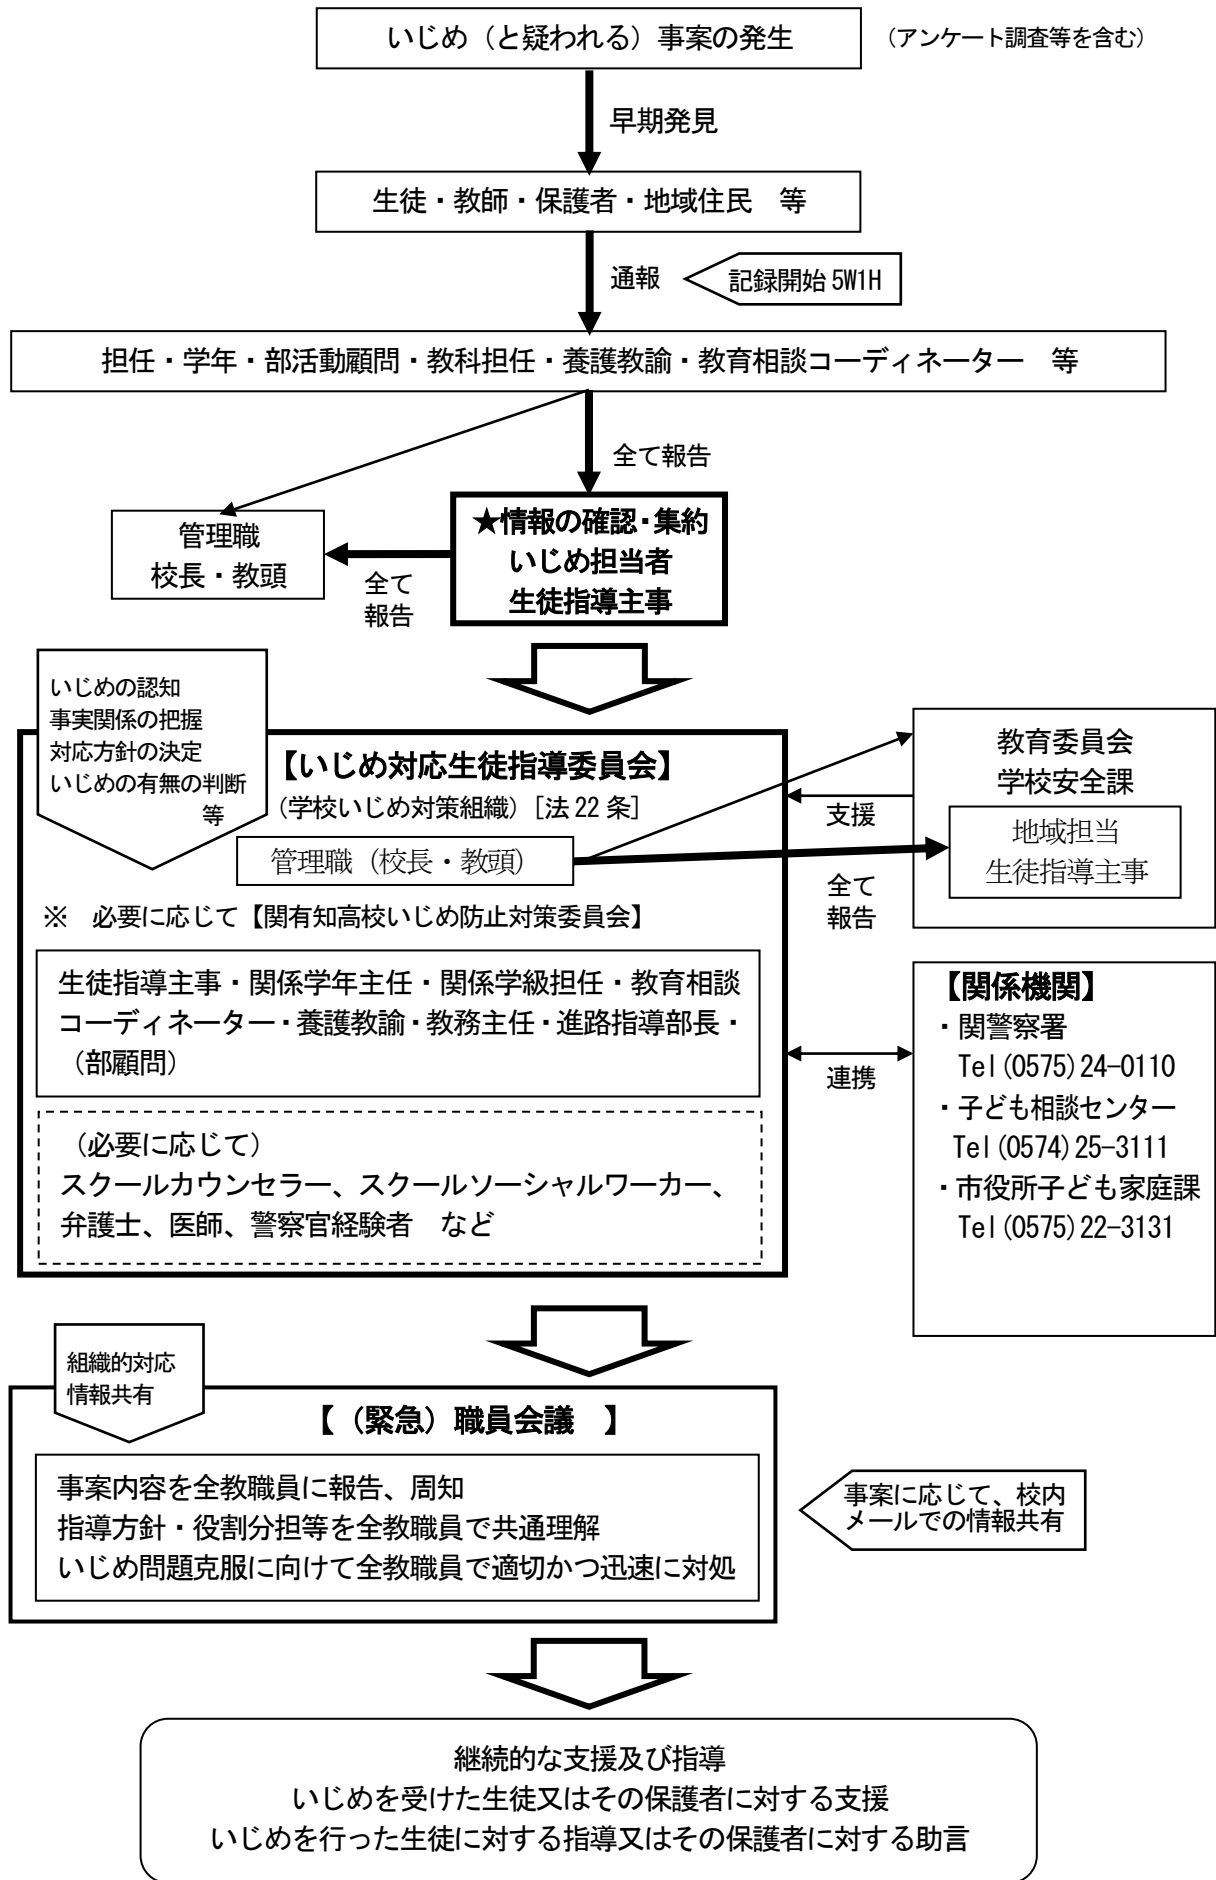 いじめ（と疑われる）事案の発生
（アンケート調査等を含む）
早期発見
生徒・教師・保護者・地域住民　等
通報
記録開始 5W1H
担任・学年・部活動顧問・教科担任・養護教諭・教育相談コーディネーター　等
全て報告
管理職
校長・教頭
全て
報告
★情報の確認・集約
いじめ担当者
生徒指導主事
いじめの認知
事実関係の把握
対応方針の決定
いじめの有無の判断
等
【いじめ対応生徒指導委員会】
（学校いじめ対策組織）［法 22 条］
管理職（校長・教頭）
※　必要に応じて【関有知高校いじめ防止対策委員会】
生徒指導主事・関係学年主任・関係学級担任・教育相談
コーディネーター・養護教諭・教務主任・進路指導部長・
（部顧問）
（必要に応じて）
スクールカウンセラー、スクールソーシャルワーカー、
弁護士、医師、警察官経験者　など
支援
全て
報告
教育委員会
学校安全課
地域担当
生徒指導主事
連携
【関係機関】
・関警察署
Tel(0575)24-0110
・子ども相談センター
Tel(0574)25-3111
・市役所子ども家庭課
Tel(0575)22-3131
組織的対応
情報共有
【（緊急）職員会議　】
事案内容を全教職員に報告、周知
指導方針・役割分担等を全教職員で共通理解
いじめ問題克服に向けて全教職員で適切かつ迅速に対処
事案に応じて、校内
メールでの情報共有
継続的な支援及び指導
いじめを受けた生徒又はその保護者に対する支援
いじめを行った生徒に対する指導又はその保護者に対する助言